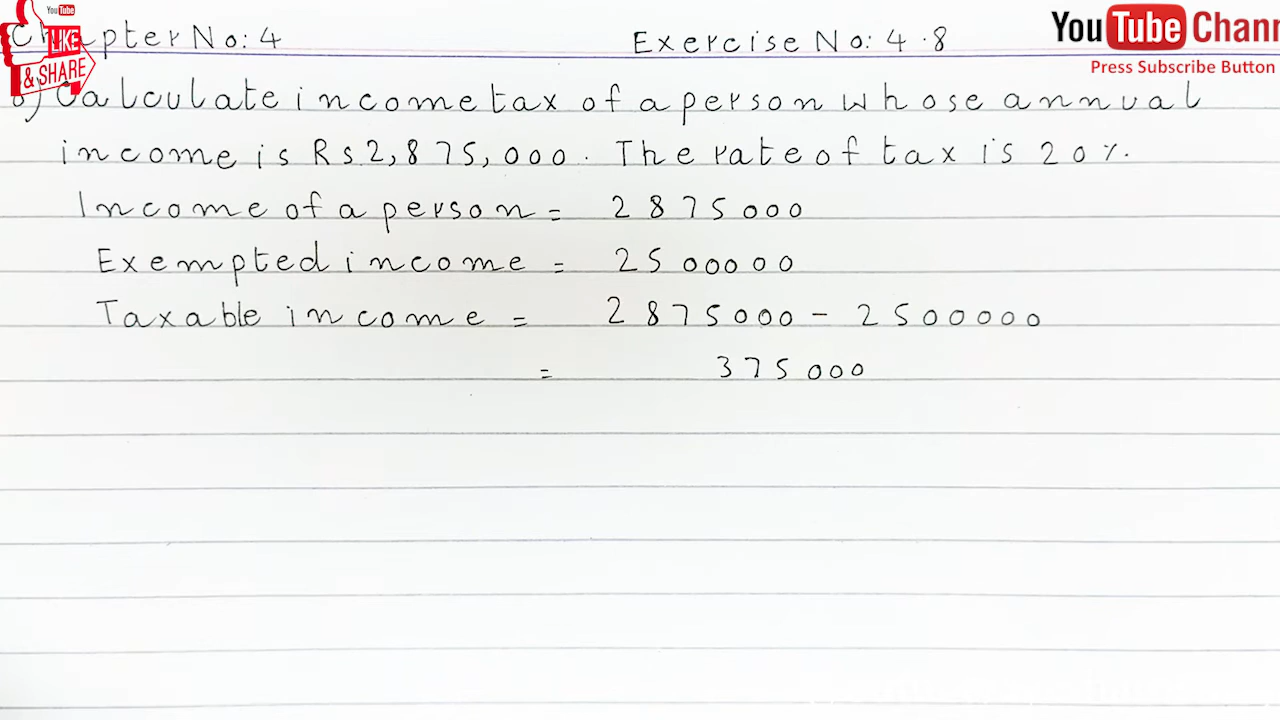 YouTube
LIKE
& SHARE
Chapter No: 4 Exercise No: 4.8
YouTube Chann
Press Subscribe Button
Calculate income tax of a person whose annual
income is Rs 2,875,000. The rate of tax is 20%.
Income of a person = 2875000
Exempted income = 2500000
Taxable income = 2875000 - 2500000
= 375000